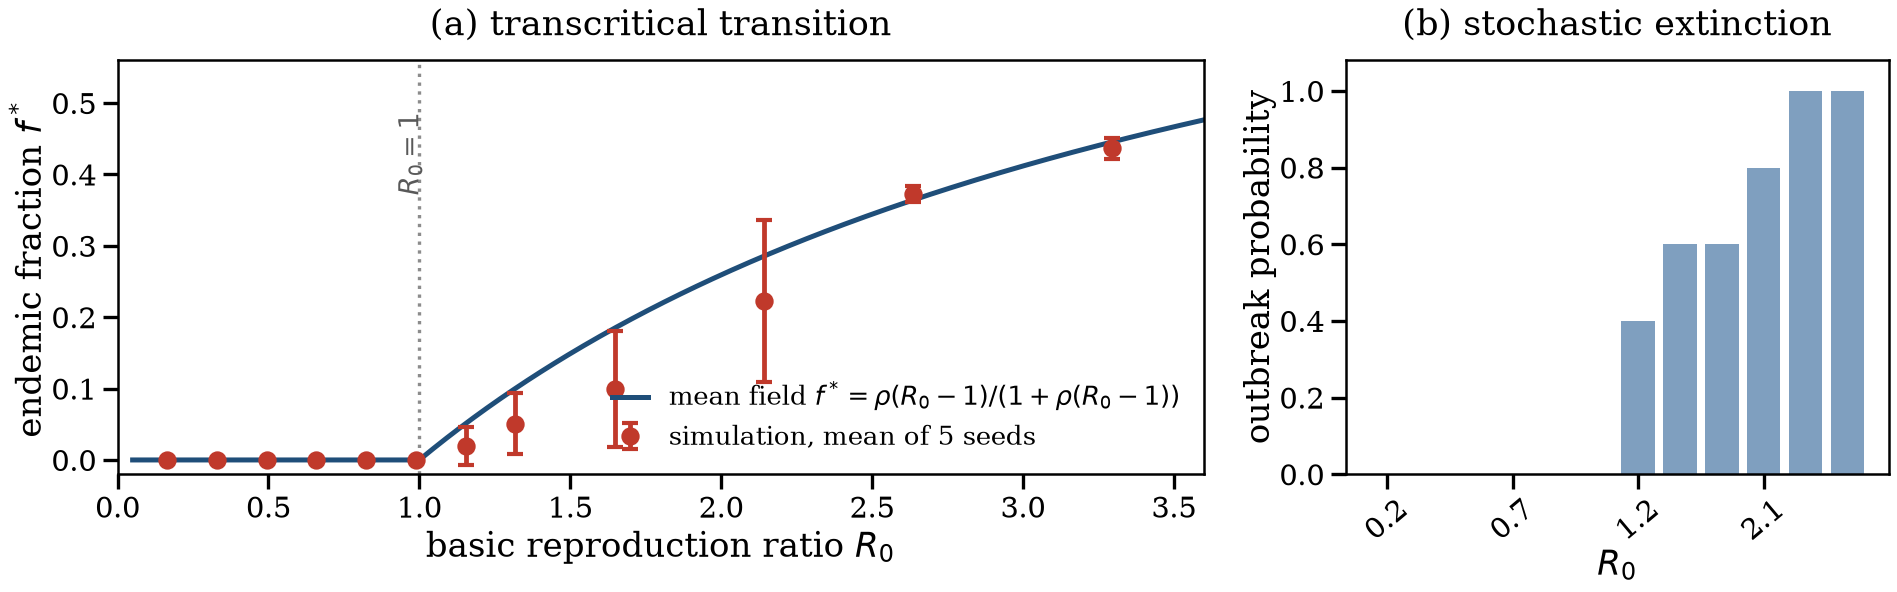 (a) transcritical transition
endemic fraction f*
0.5
0.4
0.3
0.2
0.1
0.0
R₀ = 1
mean field f* = ρ(R₀ − 1)/(1 + ρ(R₀ − 1))
simulation, mean of 5 seeds
0.0 0.5 1.0 1.5 2.0 2.5 3.0 3.5
basic reproduction ratio R₀
(b) stochastic extinction
outbreak probability
1.0
0.8
0.6
0.4
0.2
0.0
0.2 0.7 1.2 2.1
R₀